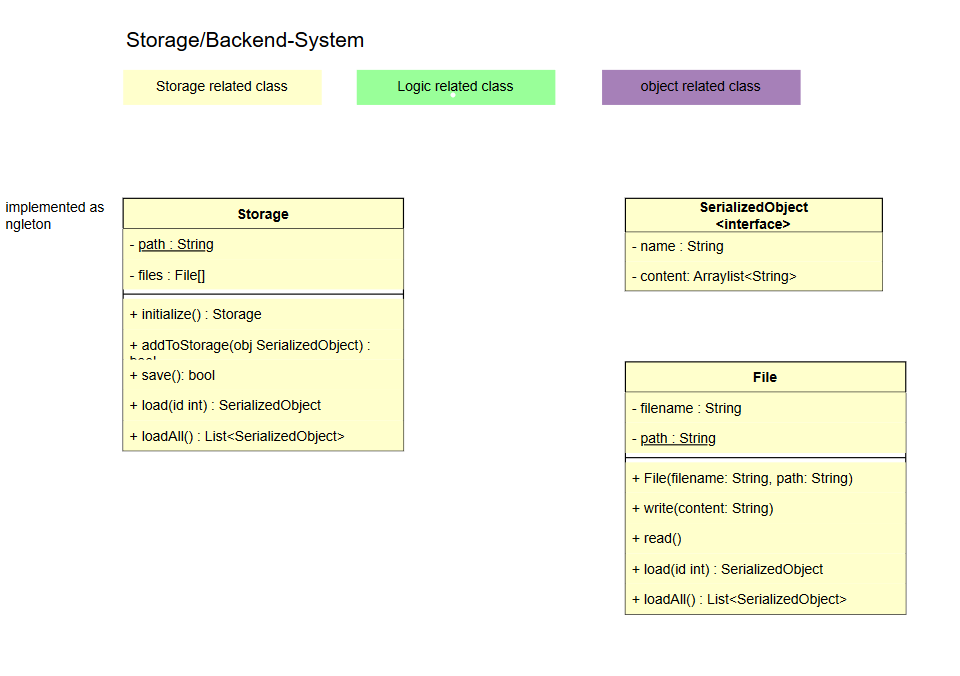 Storage/Backend-System
Storage related class
Logic related class
object related class
implemented as
ngleton
Storage
- path : String
- files : File[]
+ initialize() : Storage
+ addToStorage(obj SerializedObject) :
bool
+ save(): bool
+ load(id int) : SerializedObject
+ loadAll() : List<SerializedObject>
SerializedObject
<interface>
- name : String
- content: Arraylist<String>
File
- filename : String
- path : String
+ File(filename: String, path: String)
+ write(content: String)
+ read()
+ load(id int) : SerializedObject
+ loadAll() : List<SerializedObject>